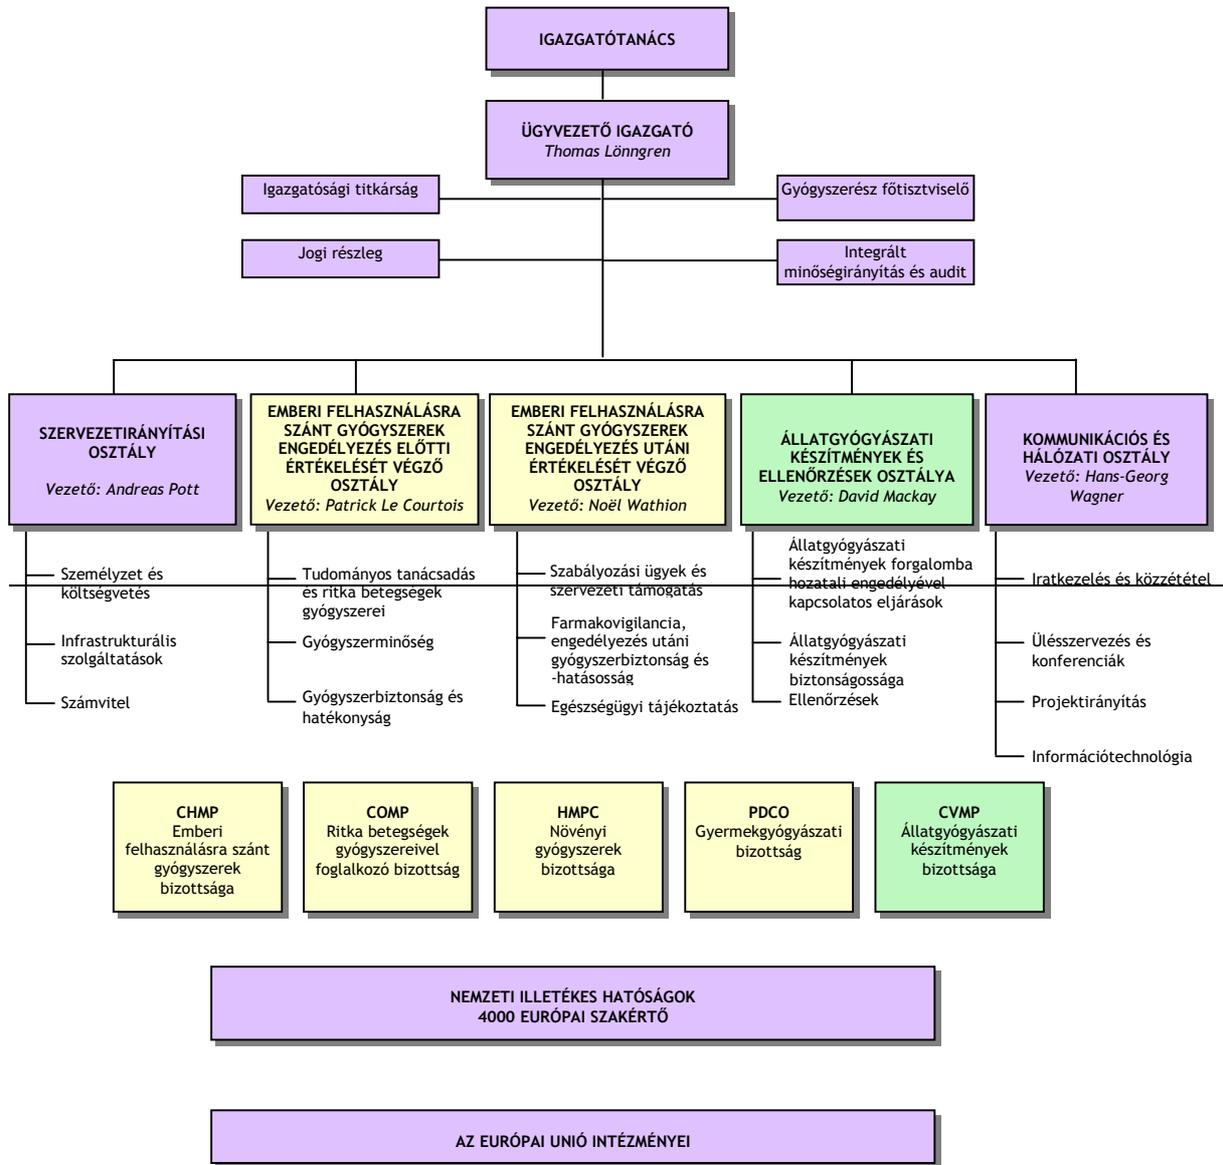 IGAZGATÓTANÁCS
ÜGYVEZETŐ IGAZGATÓ
Thomas Lönngren
Igazgatósági titkárság
Gyógyszerész főtisztviselő
Jogi részleg
Integrált
minőségirányítás és audit
SZERVEZETIRÁNYÍTÁSI
OSZTÁLY
Vezető: Andreas Pott
EMBERI FELHASZNÁLÁSRA
SZÁNT GYÓGYSZEREK
ENGEDÉLYEZÉS ELŐTTI
ÉRTÉKELÉSÉT VÉGZŐ
OSZTÁLY
Vezető: Patrick Le Courtois
EMBERI FELHASZNÁLÁSRA
SZÁNT GYÓGYSZEREK
ENGEDÉLYEZÉS UTÁNI
ÉRTÉKELÉSÉT VÉGZŐ
OSZTÁLY
Vezető: Noël Wathion
ÁLLATGYÓGYÁSZATI
KÉSZÍTMÉNYEK ÉS
ELLENŐRZÉSEK OSZTÁLYA
Vezető: David Mackay
KOMMUNIKÁCIÓS ÉS
HÁLÓZATI OSZTÁLY
Vezető: Hans-Georg
Wagner
Személyzet és
költségvetés
Infrastrukturális
szolgáltatások
Számvitel
Tudományos tanácsadás
és ritka betegségek
gyógyszerei
Gyógyszerminőség
Gyógyszerbiztonság és
hatékonyság
Szabályozási ügyek és
szervezeti támogatás
Farmakovigilancia,
engedélyezés utáni
gyógyszerbiztonság és
-hatásosság
Egészségügyi tájékoztatás
Állatgyógyászati
készítmények forgalomba
hozatali engedélyével
kapcsolatos eljárások
Állatgyógyászati
készítmények
biztonságossága
Ellenőrzések
Iratkezelés és közzététel
Ülésszervezés és
konferenciák
Projektirányítás
Információtechnológia
CHMP
Emberi
felhasználásra szánt
gyógyszerek
bizottsága
COMP
Ritka betegségek
gyógyszereivel
foglalkozó bizottság
HMPC
Növényi
gyógyszerek
bizottsága
PDCO
Gyermekgyógyászati
bizottság
CVMP
Állatgyógyászati
készítmények
bizottsága
NEMZETI ILLETÉKES HATÓSÁGOK
4000 EURÓPAI SZAKÉRTŐ
AZ EURÓPAI UNIÓ INTÉZMÉNYEI